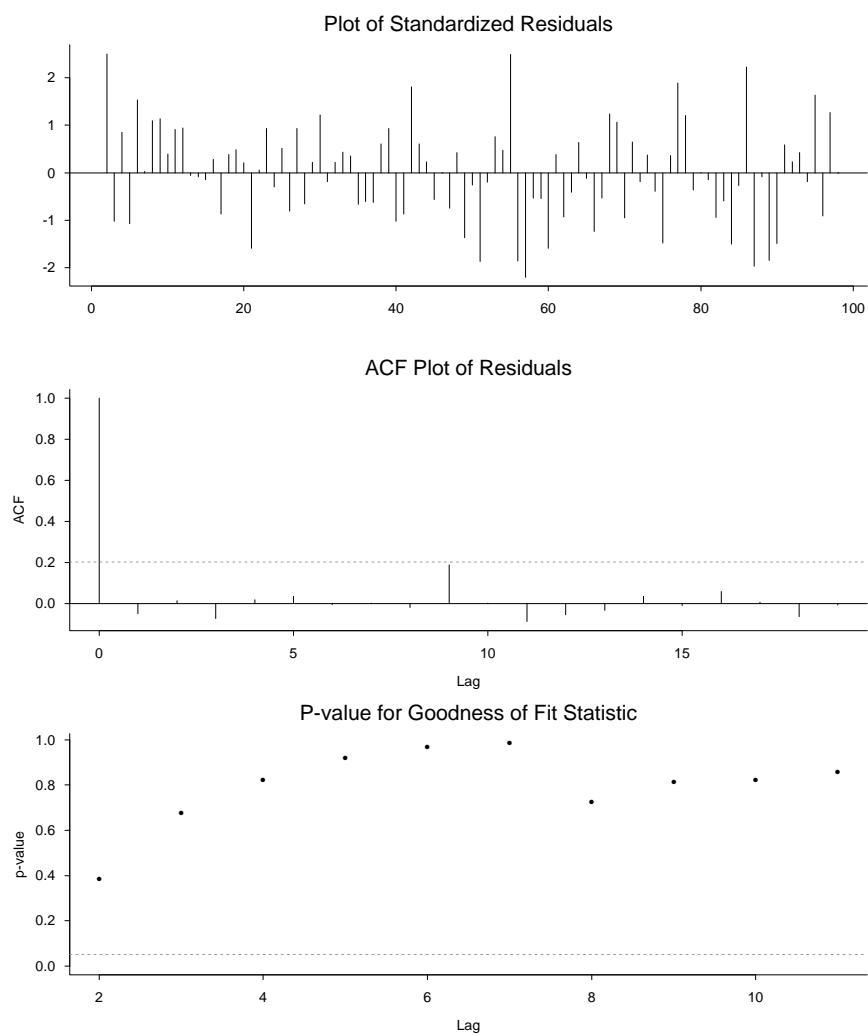 Plot of Standardized Residuals
2
1
0
-1
-2
0 20 40 60 80 100
ACF Plot of Residuals
1.0
0.8
0.6
0.4
0.2
0.0
ACF
0 5 10 15
Lag
P-value for Goodness of Fit Statistic
1.0
0.8
0.6
0.4
0.2
0.0
p-value
2 4 6 8 10
Lag